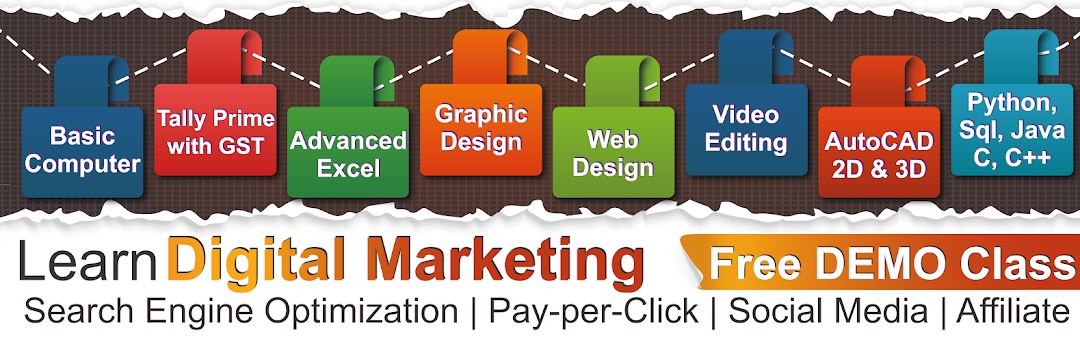 Basic
Computer
Tally Prime
with GST
Advanced
Excel
Graphic
Design
Web
Design
Video
Editing
AutoCAD
2D & 3D
Python,
Sql, Java
C, C++
Learn Digital Marketing
Free DEMO Class
Search Engine Optimization | Pay-per-Click | Social Media | Affiliate